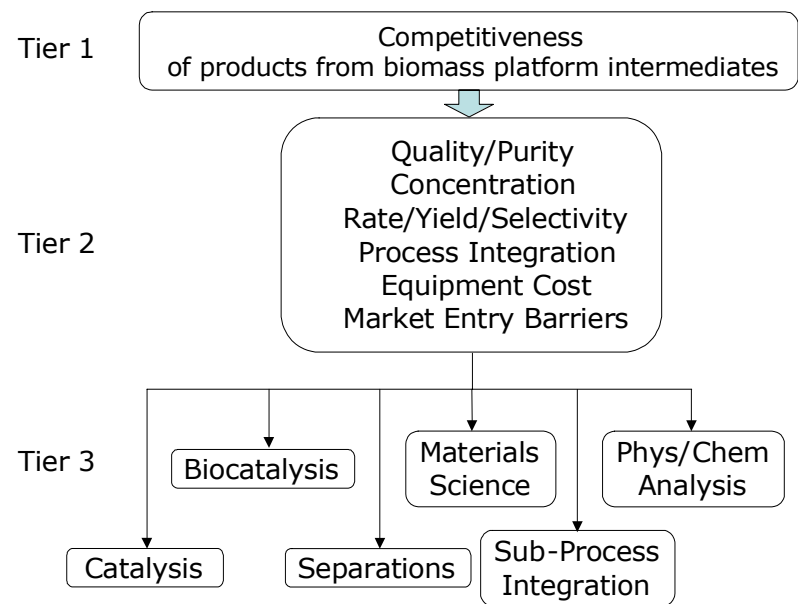 Tier 1
Competitiveness
of products from biomass platform intermediates
Tier 2
Quality/Purity
Concentration
Rate/Yield/Selectivity
Process Integration
Equipment Cost
Market Entry Barriers
Tier 3
Biocatalysis
Materials
Science
Phys/Chem
Analysis
Catalysis
Separations
Sub-Process
Integration